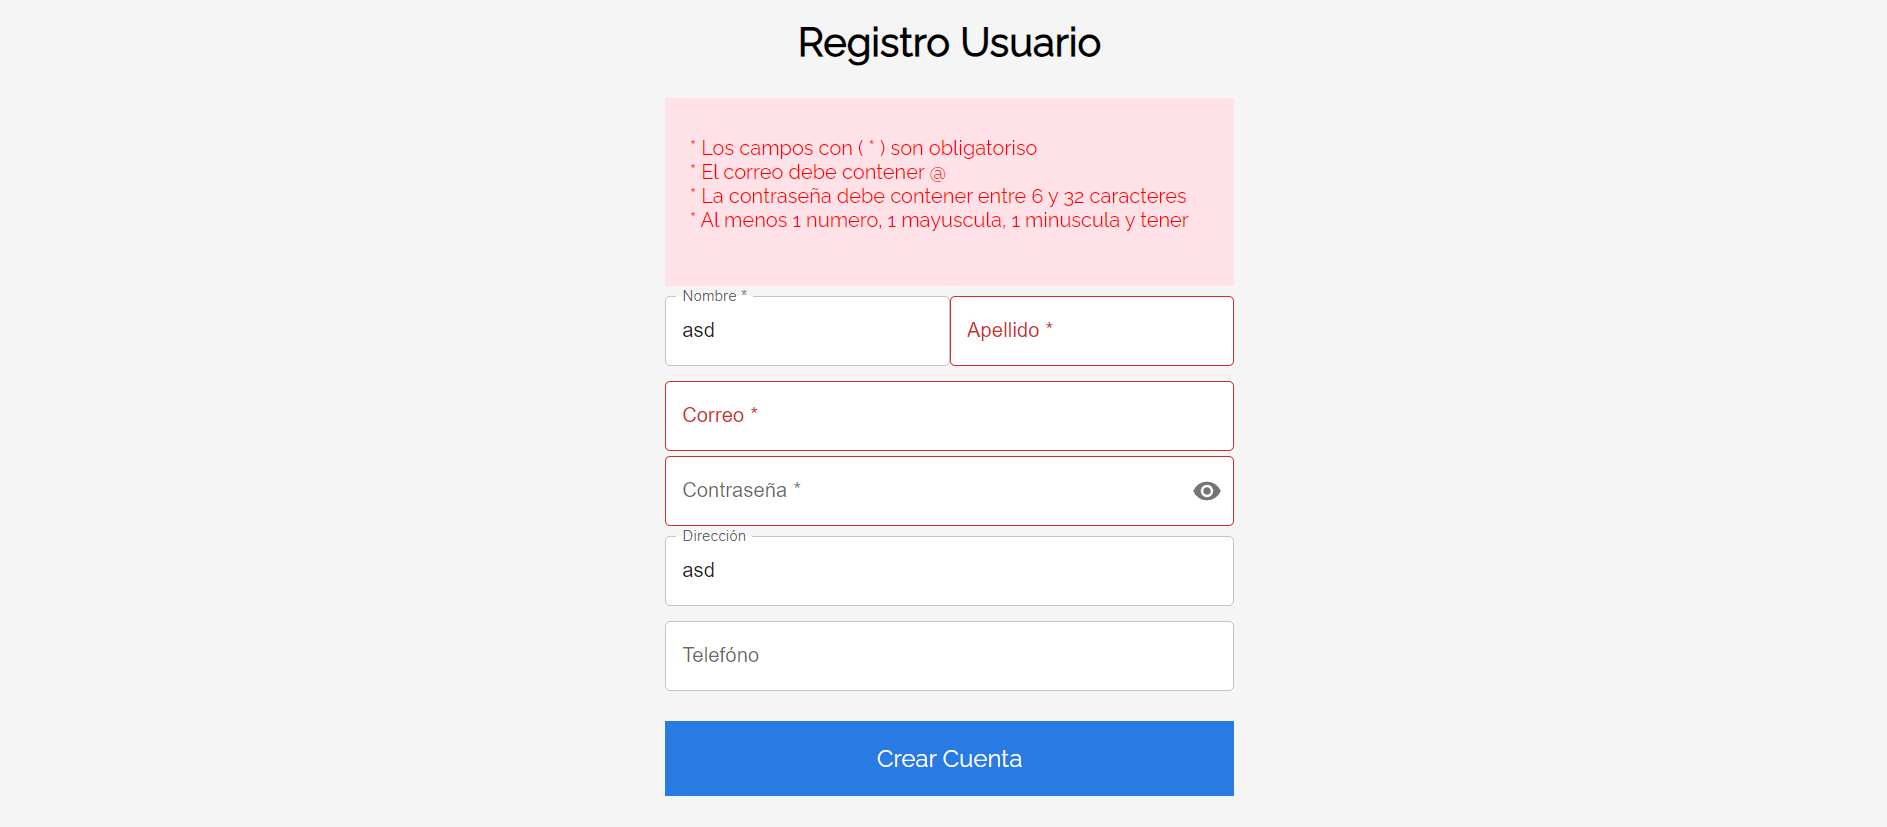 Registro Usuario
* Los campos con ( * ) son obligatoriso
* El correo debe contener @
* La contraseña debe contener entre 6 y 32 caracteres
* Al menos 1 numero, 1 mayuscula, 1 minuscula y tener
Nombre *
asd
Apellido *
Correo *
Contraseña *
Dirección
asd
Telefóno
Crear Cuenta